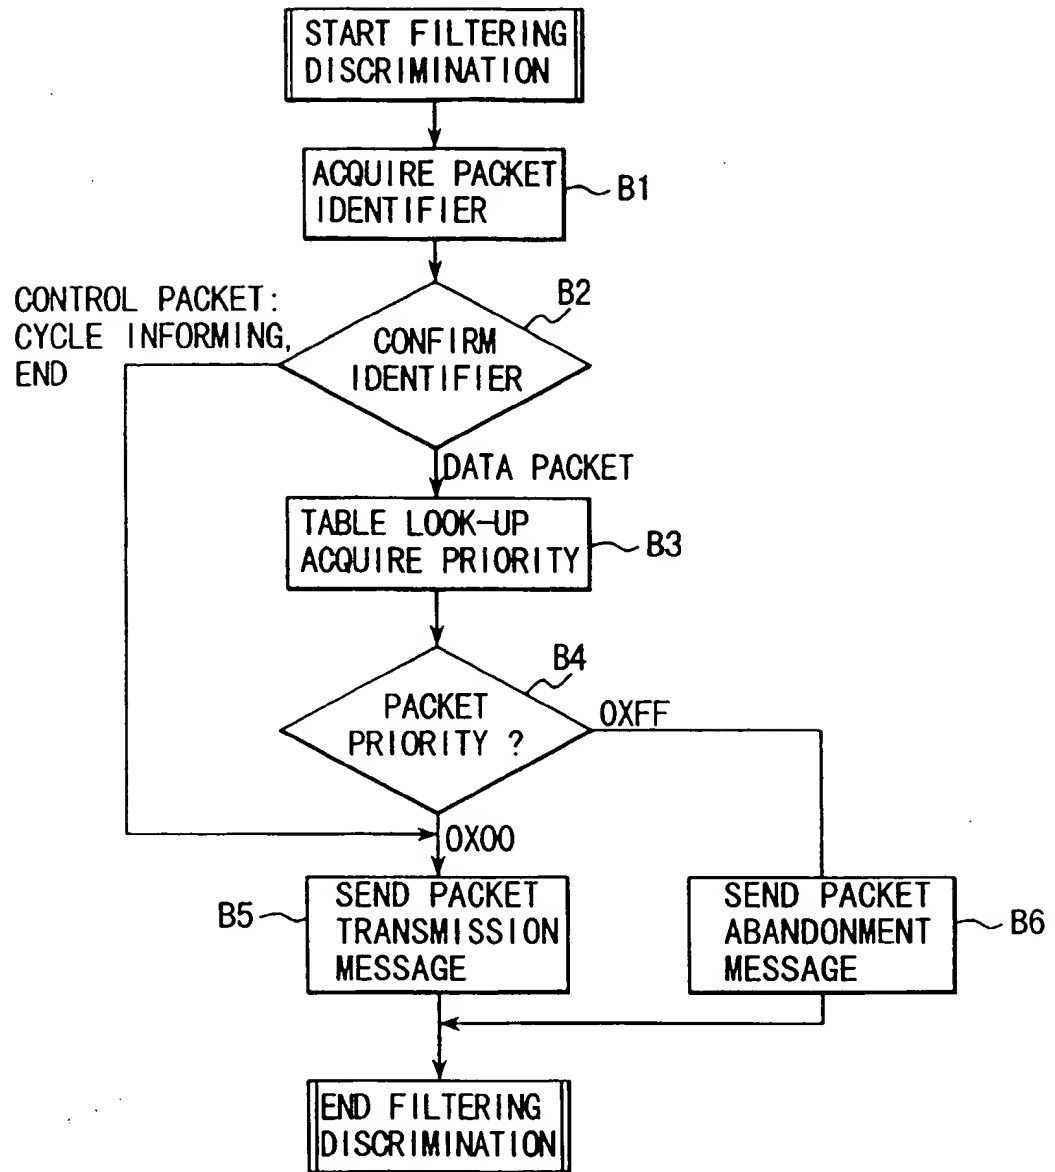 START FILTERING
DISCRIMINATION
ACQUIRE PACKET
IDENTIFIER
B1
CONTROL PACKET:
CYCLE INFORMING,
END
B2
CONFIRM
IDENTIFIER
DATA PACKET
TABLE LOOK-UP
ACQUIRE PRIORITY
B3
B4
PACKET
PRIORITY ?
0XFF
0X00
B5
SEND PACKET
TRANSMISSION
MESSAGE
SEND PACKET
ABANDONMENT
MESSAGE
B6
END FILTERING
DISCRIMINATION